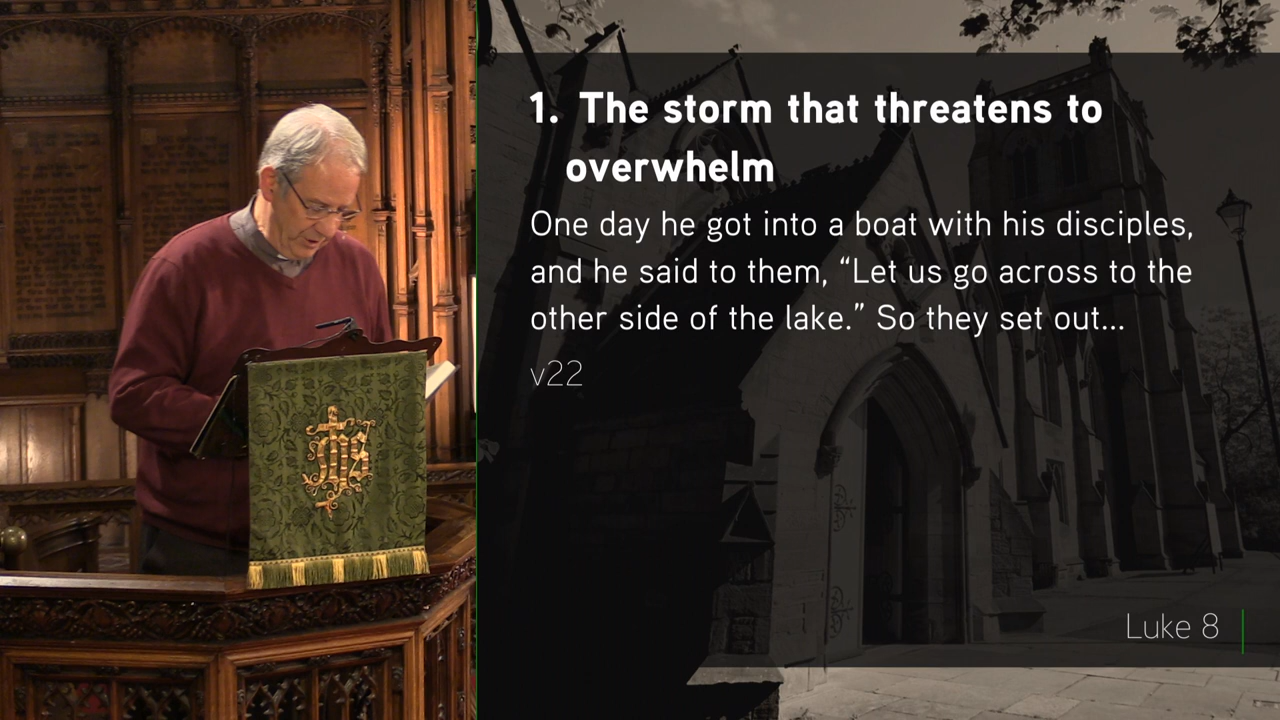 1. The storm that threatens to
overwhelm
One day he got into a boat with his disciples,
and he said to them, “Let us go across to the
other side of the lake.” So they set out...
v22
Luke 8
IHS